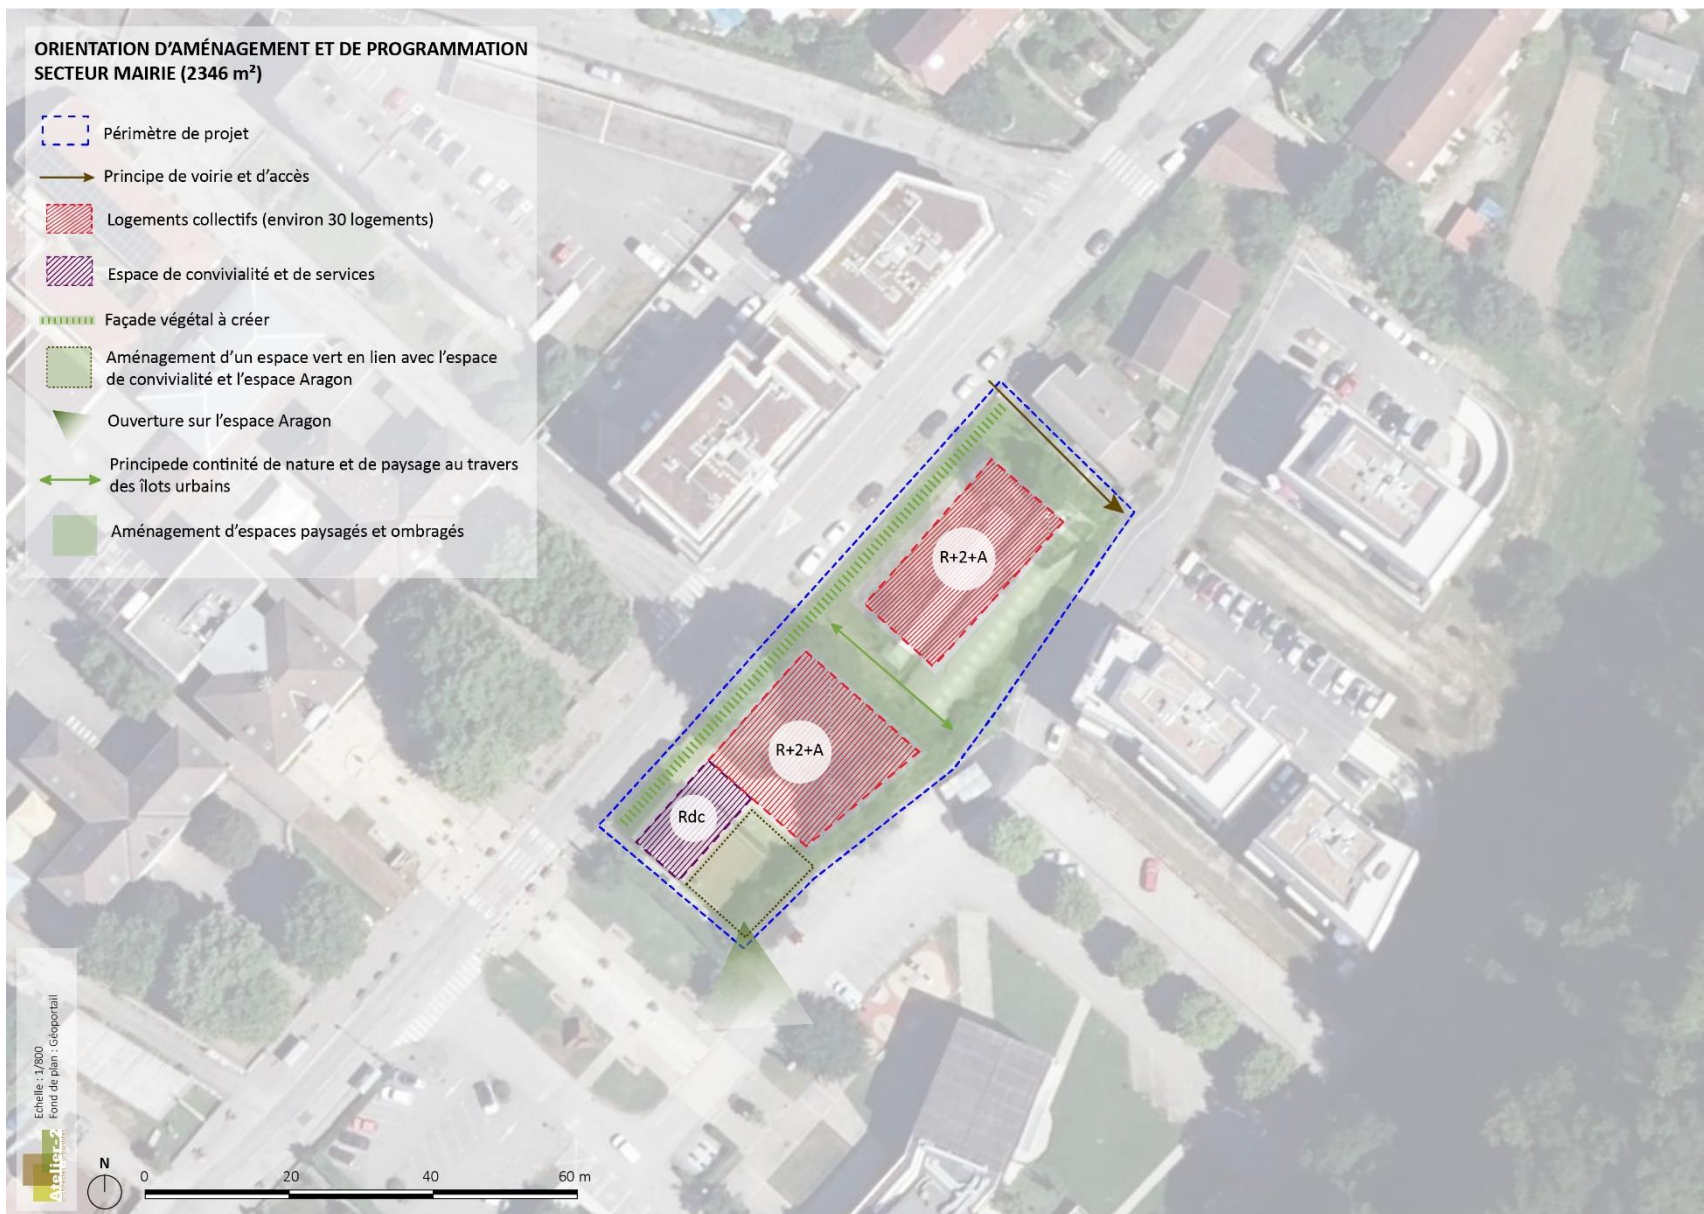 ORIENTATION D'AMÉNAGEMENT ET DE PROGRAMMATION
SECTEUR MAIRIE (2346 m²)
Périmètre de projet
Principe de voirie et d'accès
Logements collectifs (environ 30 logements)
Espace de convivialité et de services
Façade végétal à créer
Aménagement d'un espace vert en lien avec l'espace
de convivialité et l'espace Aragon
Ouverture sur l'espace Aragon
Principede continité de nature et de paysage au travers
des îlots urbains
Aménagement d'espaces paysagés et ombragés
R+2+A
R+2+A
Rdc
Echelle : 1/800
Fond de plan : Géoportail
Atelier-2
N
0 20 40 60 m